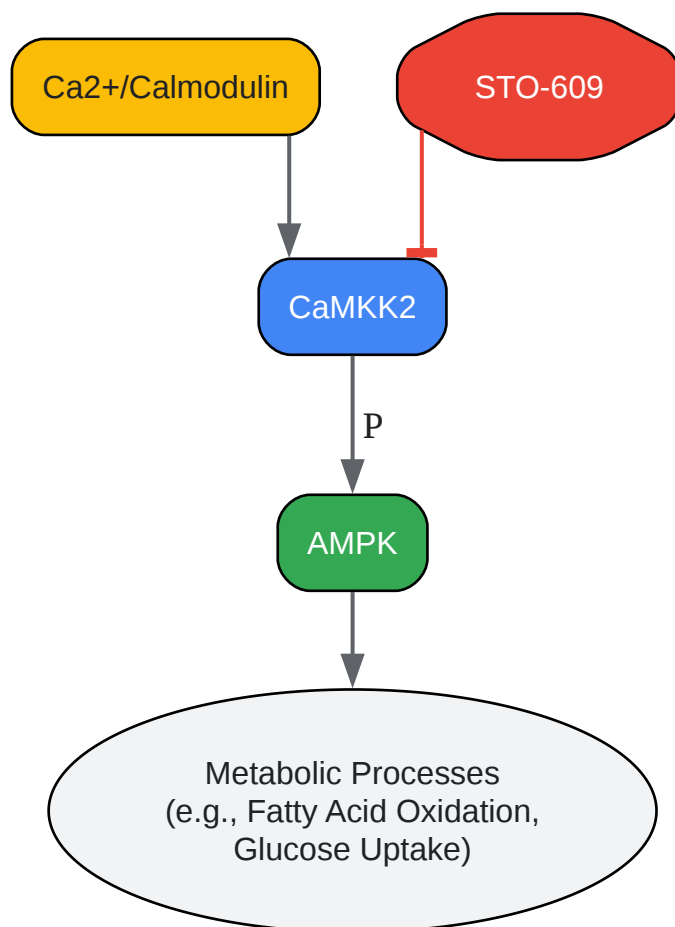 Ca2+/Calmodulin
STO-609
CaMKK2
P
AMPK
Metabolic Processes
(e.g., Fatty Acid Oxidation,
Glucose Uptake)